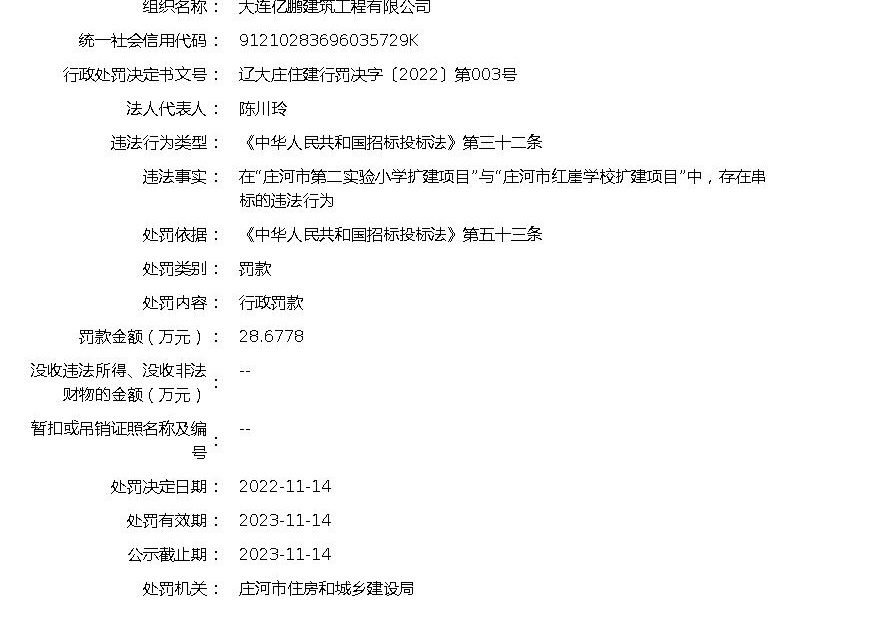 组织名称： 大连亿鹏建筑工程有限公司
统一社会信用代码： 91210283696035729K
行政处罚决定书文号： 辽大庄住建行罚决字〔2022〕第003号
法人代表人： 陈川玲
违法行为类型： 《中华人民共和国招标投标法》第三十二条
违法事实： 在“庄河市第二实验小学扩建项目”与“庄河市红崖学校扩建项目”中，存在串
标的违法行为
处罚依据： 《中华人民共和国招标投标法》第五十三条
处罚类别： 罚款
处罚内容： 行政罚款
罚款金额（万元）： 28.6778
没收违法所得、没收非法
财物的金额（万元）： --
暂扣或吊销证照名称及编
号： --
处罚决定日期： 2022-11-14
处罚有效期： 2023-11-14
公示截止期： 2023-11-14
处罚机关： 庄河市住房和城乡建设局